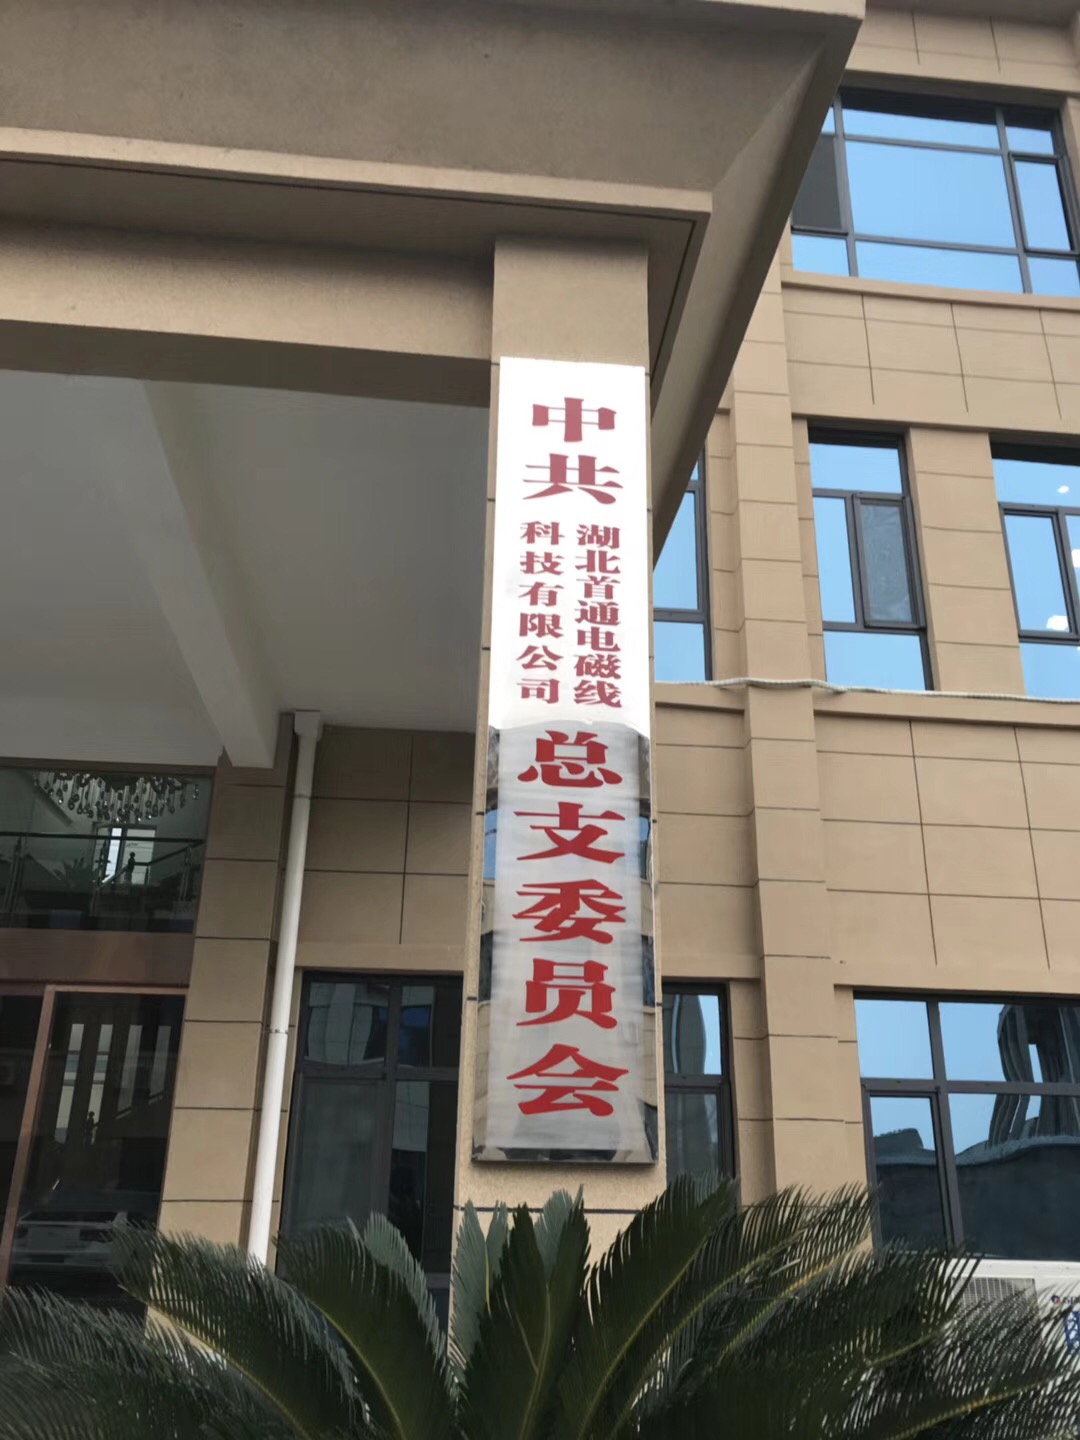 中共
湖北首通电磁线
科技有限公司
总支委员会